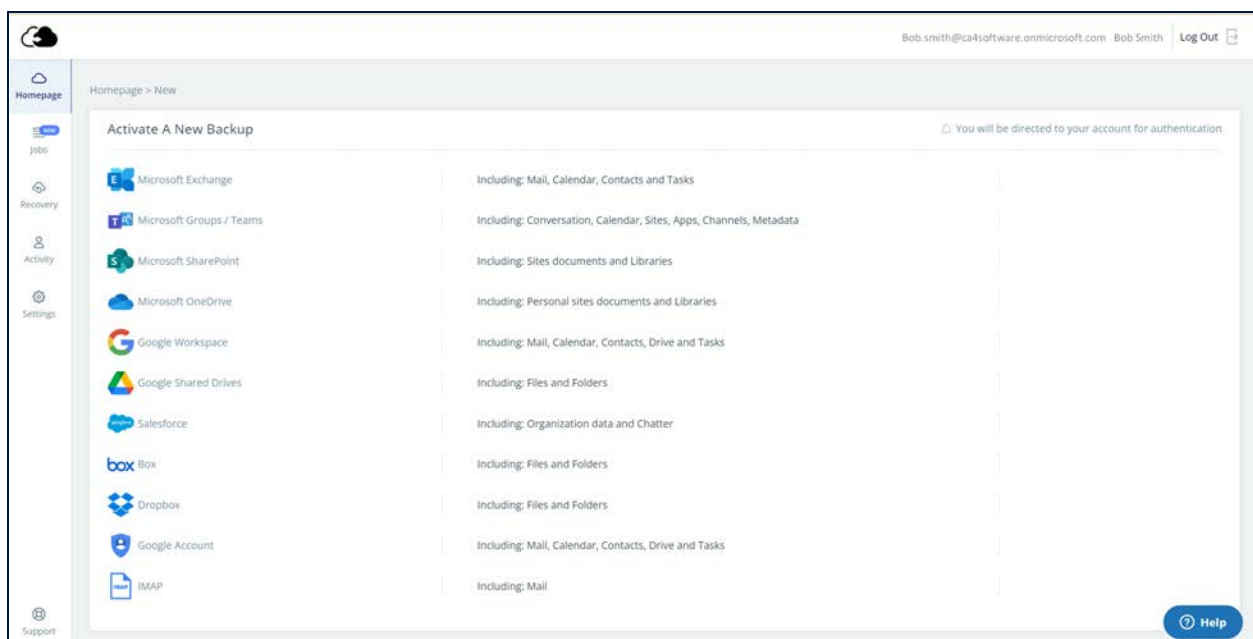 Bob.smith@ca4software.onmicrosoft.com Bob Smith Log Out
Homepage
Homepage > New
NEW
Jobs
Recovery
Activity
Settings
Support
Activate A New Backup
You will be directed to your account for authentication
Microsoft Exchange Including: Mail, Calendar, Contacts and Tasks
Microsoft Groups / Teams Including: Conversation, Calendar, Sites, Apps, Channels, Metadata
Microsoft SharePoint Including: Sites documents and Libraries
Microsoft OneDrive Including: Personal sites documents and Libraries
Google Workspace Including: Mail, Calendar, Contacts, Drive and Tasks
Google Shared Drives Including: Files and Folders
Salesforce Including: Organization data and Chatter
box Box Including: Files and Folders
Dropbox Including: Files and Folders
Google Account Including: Mail, Calendar, Contacts, Drive and Tasks
IMAP IMAP Including: Mail
Help